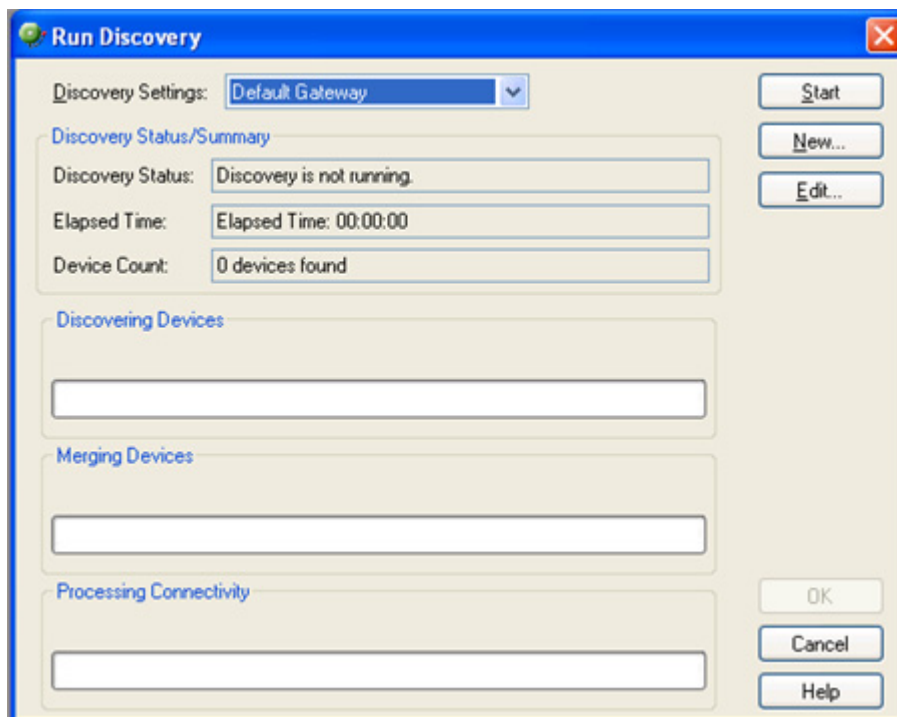 Run Discovery
Discovery Settings: Default Gateway
Start
Discovery Status/Summary
New...
Discovery Status: Discovery is not running.
Edit...
Elapsed Time: Elapsed Time: 00:00:00
Device Count: 0 devices found
Discovering Devices
Merging Devices
Processing Connectivity
OK
Cancel
Help